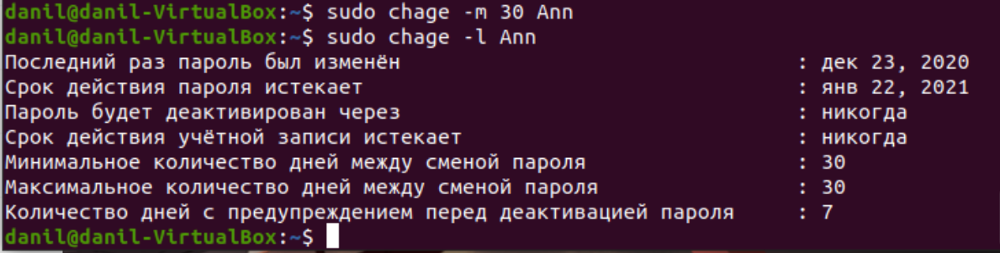 danil@danil-VirtualBox:~$ sudo chage -m 30 Ann
danil@danil-VirtualBox:~$ sudo chage -l Ann
Последний раз пароль был изменён : дек 23, 2020
Срок действия пароля истекает : янв 22, 2021
Пароль будет деактивирован через : никогда
Срок действия учётной записи истекает : никогда
Минимальное количество дней между сменой пароля : 30
Максимальное количество дней между сменой пароля : 30
Количество дней с предупреждением перед деактивацией пароля : 7
danil@danil-VirtualBox:~$